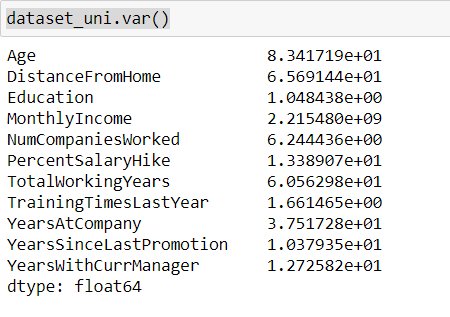 dataset_uni.var()
Age 8.341719e+01
DistanceFromHome 6.569144e+01
Education 1.048438e+00
MonthlyIncome 2.215480e+09
NumCompaniesWorked 6.244436e+00
PercentSalaryHike 1.338907e+01
TotalWorkingYears 6.056298e+01
TrainingTimesLastYear 1.661465e+00
YearsAtCompany 3.751728e+01
YearsSinceLastPromotion 1.037935e+01
YearsWithCurrManager 1.272582e+01
dtype: float64